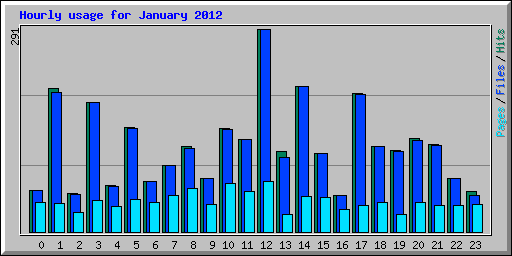 Hourly usage for January 2012
291
Pages / Files / Hits
0 1 2 3 4 5 6 7 8 9 10 11 12 13 14 15 16 17 18 19 20 21 22 23